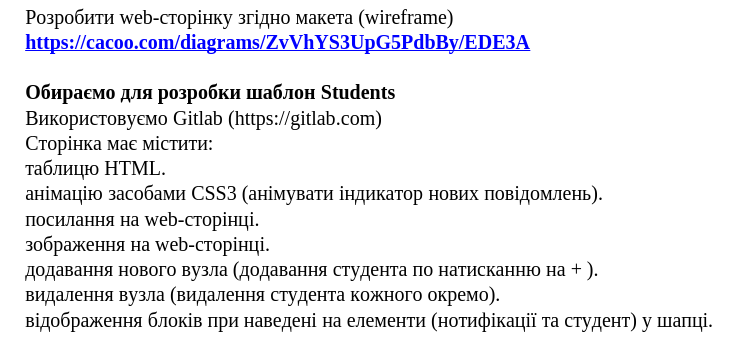 Розробити web-сторінку згідно макета (wireframe)
https://cacoo.com/diagrams/ZvVhYS3UpG5PdbBy/EDE3A
Обираємо для розробки шаблон Students
Використовуємо Gitlab (https://gitlab.com)
Сторінка має містити:
таблицю HTML.
анімацію засобами CSS3 (анімувати індикатор нових повідомлень).
посилання на web-сторінці.
зображення на web-сторінці.
додавання нового вузла (додавання студента по натисканню на + ).
видалення вузла (видалення студента кожного окремо).
відображення блоків при наведені на елементи (нотифікації та студент) у шапці.